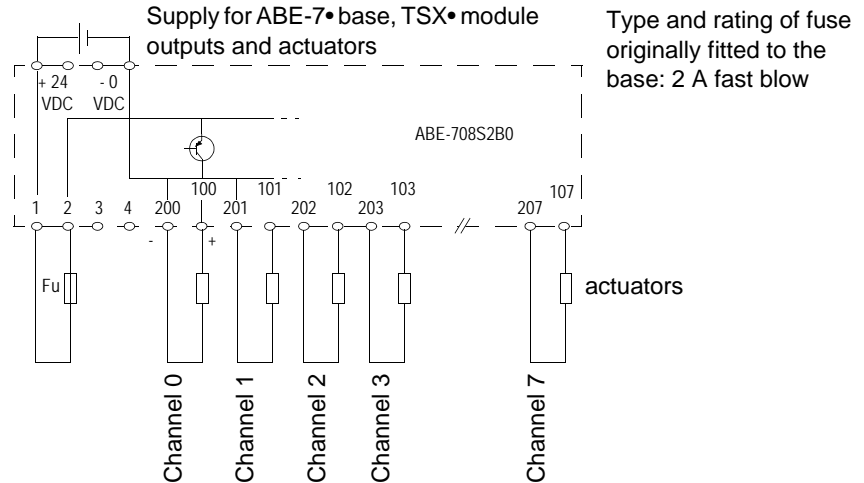 Supply for ABE-7• base, TSX• module
outputs and actuators
Type and rating of fuse
originally fitted to the
base: 2 A fast blow
+ 24 - 0
VDC VDC
ABE-708S2B0
100 101 102 103 107
1 2 3 4 200 201 202 203 207
- +
Fu
actuators
Channel 0
Channel 1
Channel 2
Channel 3
Channel 7